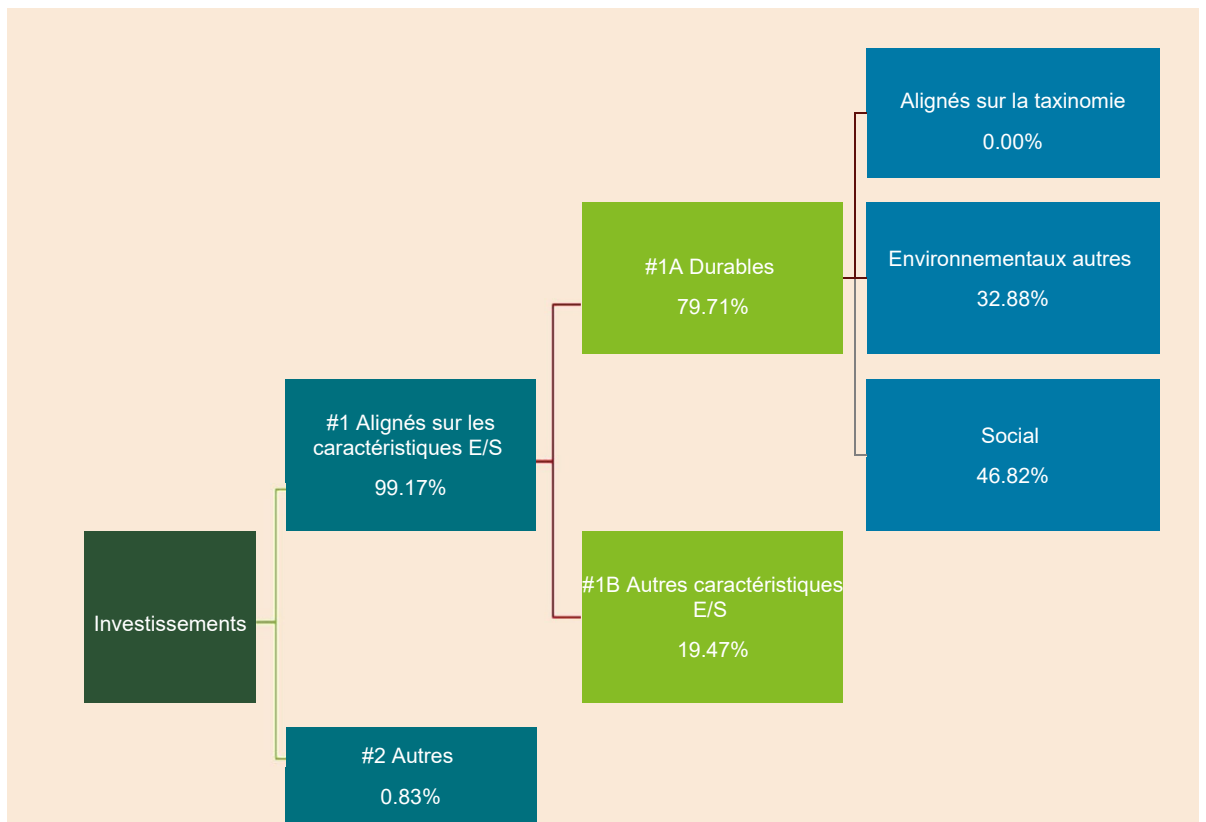 Alignés sur la taxinomie
0.00%
#1A Durables
79.71%
Environnementaux autres
32.88%
#1 Alignés sur les
caractéristiques E/S
99.17%
Social
46.82%
Investissements
#1B Autres caractéristiques
E/S
19.47%
#2 Autres
0.83%